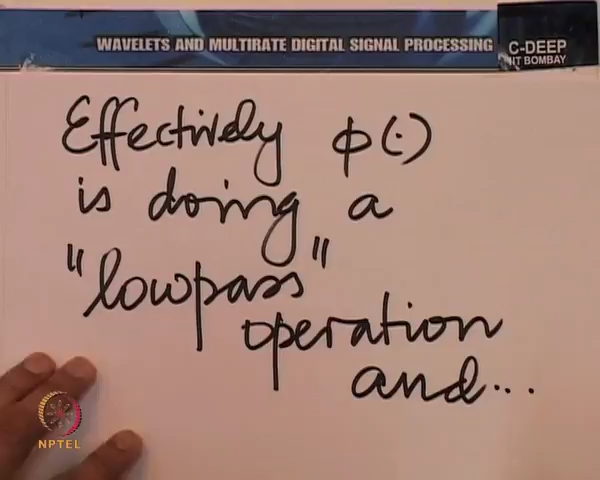 WAVELETS AND MULTIRATE DIGITAL SIGNAL PROCESSING
C-DEEP
IIT BOMBAY
Effectively φ(·)
is doing a
"lowpass"
operation
and...
NPTEL